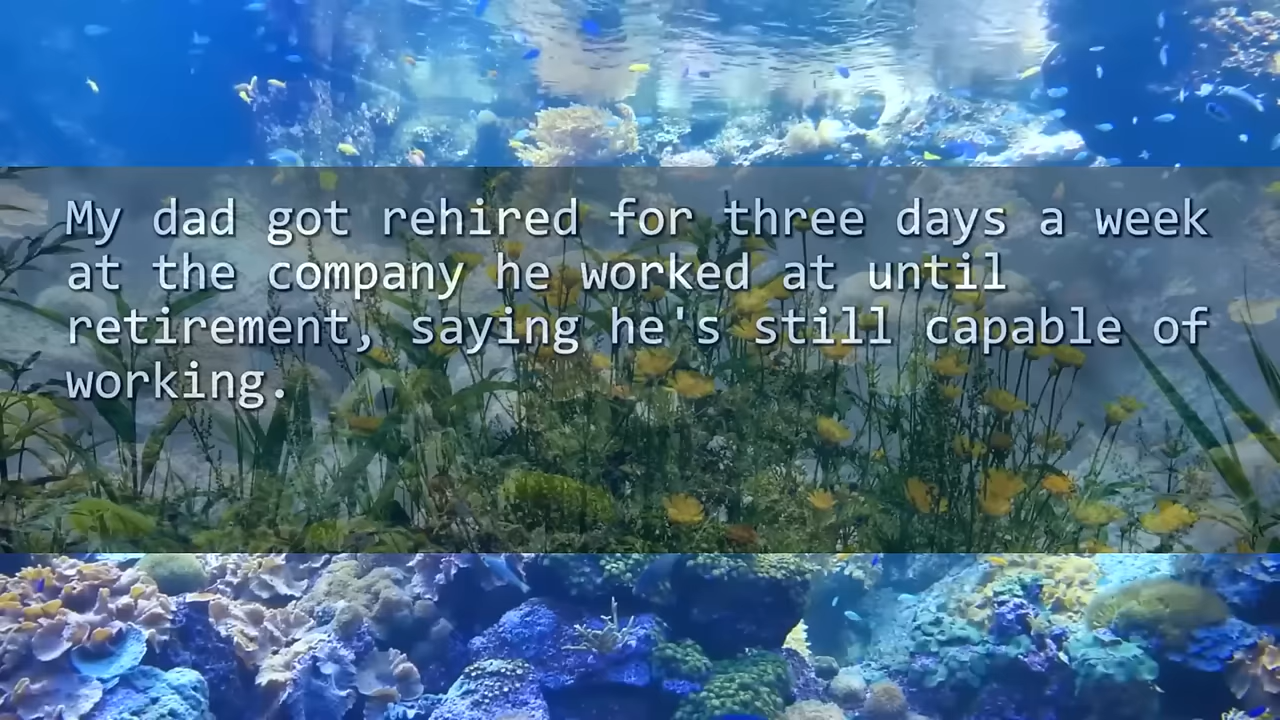 My dad got rehired for three days a week
at the company he worked at until
retirement, saying he's still capable of
working.